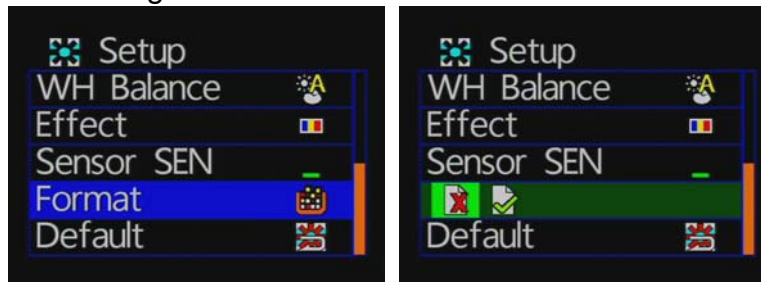 Setup
WH Balance
Effect
Sensor SEN
Format
Default
Setup
WH Balance
Effect
Sensor SEN
Default